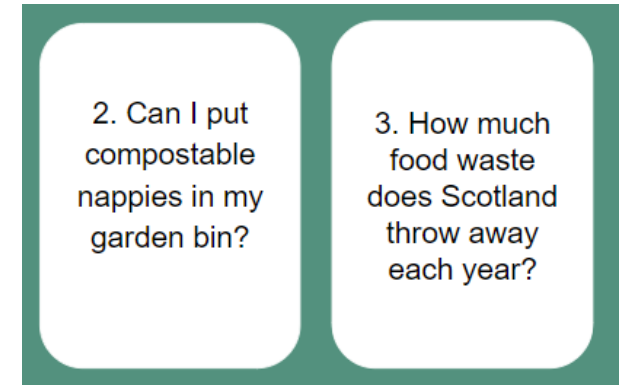 2. Can I put
compostable
nappies in my
garden bin?
3. How much
food waste
does Scotland
throw away
each year?